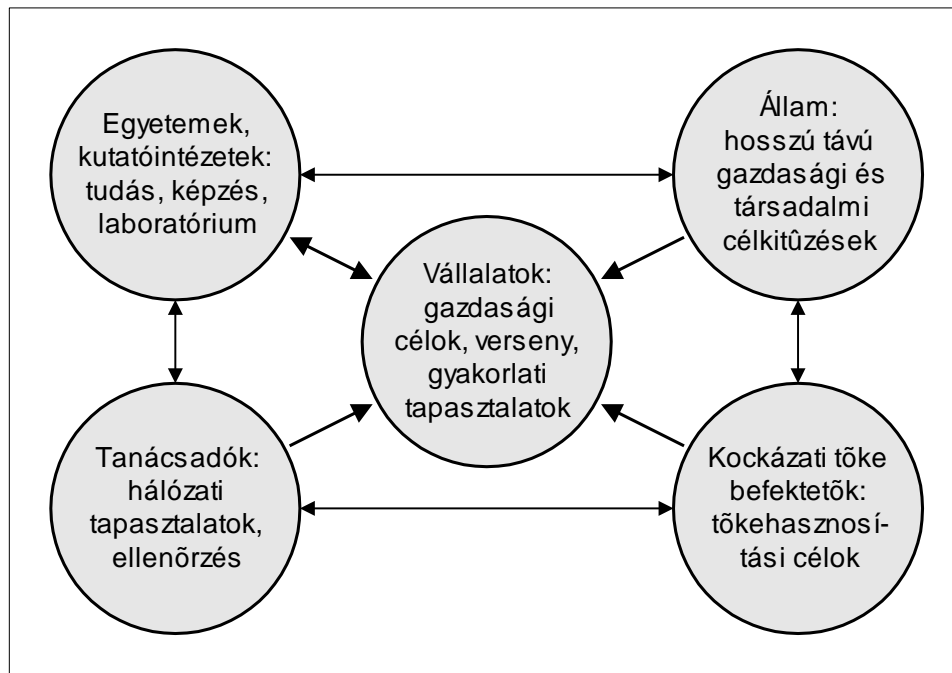 Egyetemek,
kutatóintézetek:
tudás, képzés,
laboratórium
Állam:
hosszú távú
gazdasági és
társadalmi
célkitûzések
Vállalatok:
gazdasági
célok, verseny,
gyakorlati
tapasztalatok
Tanácsadók:
hálózati
tapasztalatok,
ellenõrzés
Kockázati tõke
befektetõk:
tõkehasznosí-
tási célok